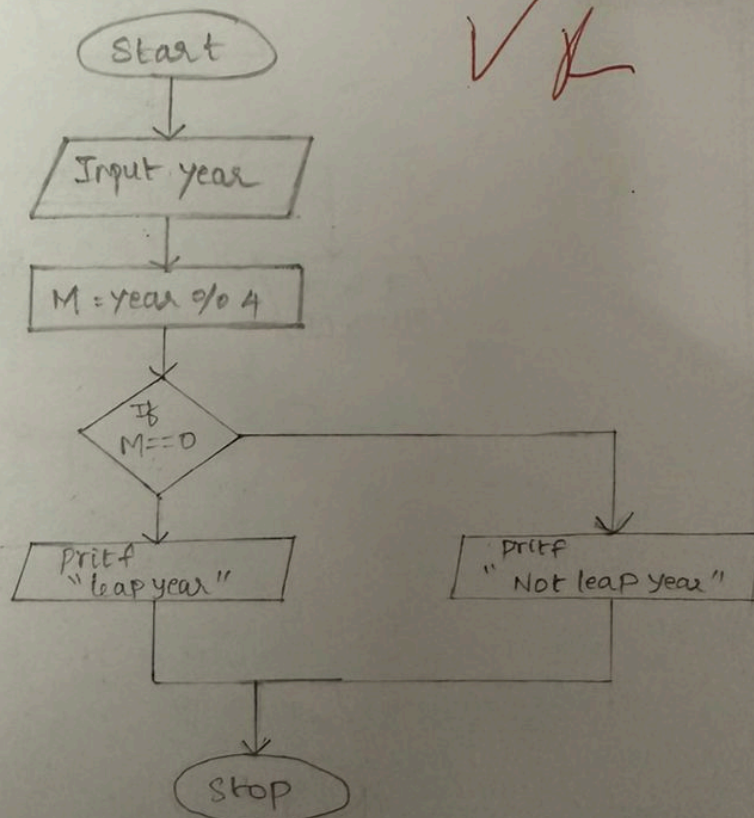 Start
Input year
M = year % 4
If
M==0
Pritf
"leap year"
Pritf
"Not leap year"
Stop